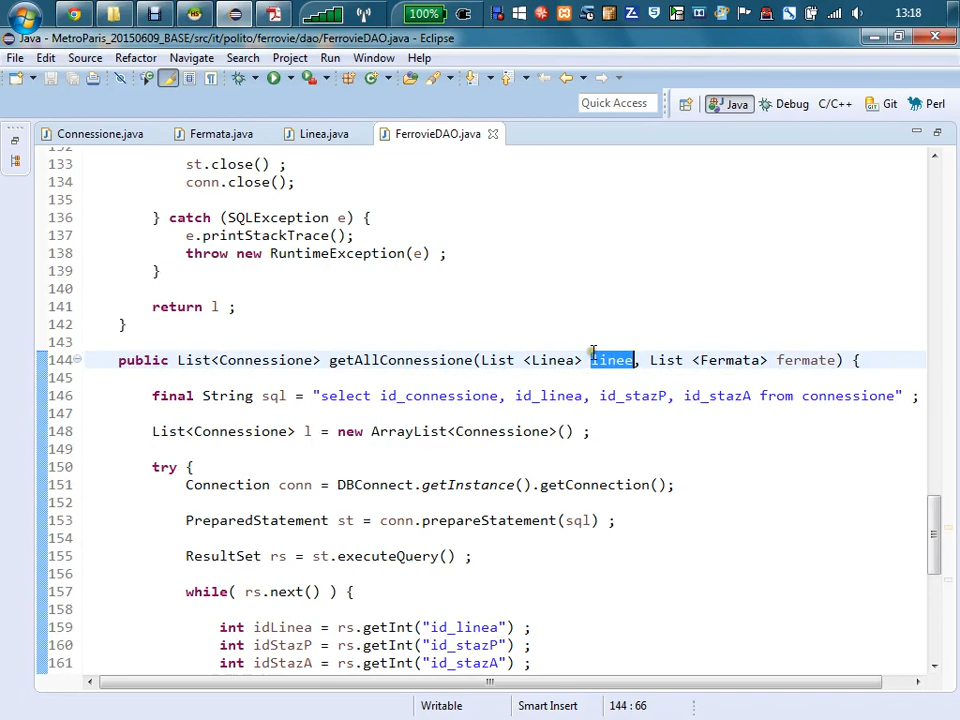 100%
13:18
Java - MetroParis_20150609_BASE/src/it/polito/ferrovie/dao/FerrovieDAO.java - Eclipse
File Edit Source Refactor Navigate Search Project Run Window Help
Quick Access
Java Debug C/C++ Git Perl
Connessione.java Fermata.java Linea.java FerrovieDAO.java
132
133 st.close() ;
134 conn.close();
135
136 } catch (SQLException e) {
137 e.printStackTrace();
138 throw new RuntimeException(e) ;
139 }
140
141 return l ;
142 }
143
144 public List<Connessione> getAllConnessione(List <Linea> linee, List <Fermata> fermate) {
145
146 final String sql = "select id_connessione, id_linea, id_stazP, id_stazA from connessione" ;
147
148 List<Connessione> l = new ArrayList<Connessione>() ;
149
150 try {
151 Connection conn = DBConnect.getInstance().getConnection();
152
153 PreparedStatement st = conn.prepareStatement(sql) ;
154
155 ResultSet rs = st.executeQuery() ;
156
157 while( rs.next() ) {
158
159 int idLinea = rs.getInt("id_linea") ;
160 int idStazP = rs.getInt("id_stazP") ;
161 int idStazA = rs.getInt("id_stazA") ;
Writable Smart Insert 144 : 66